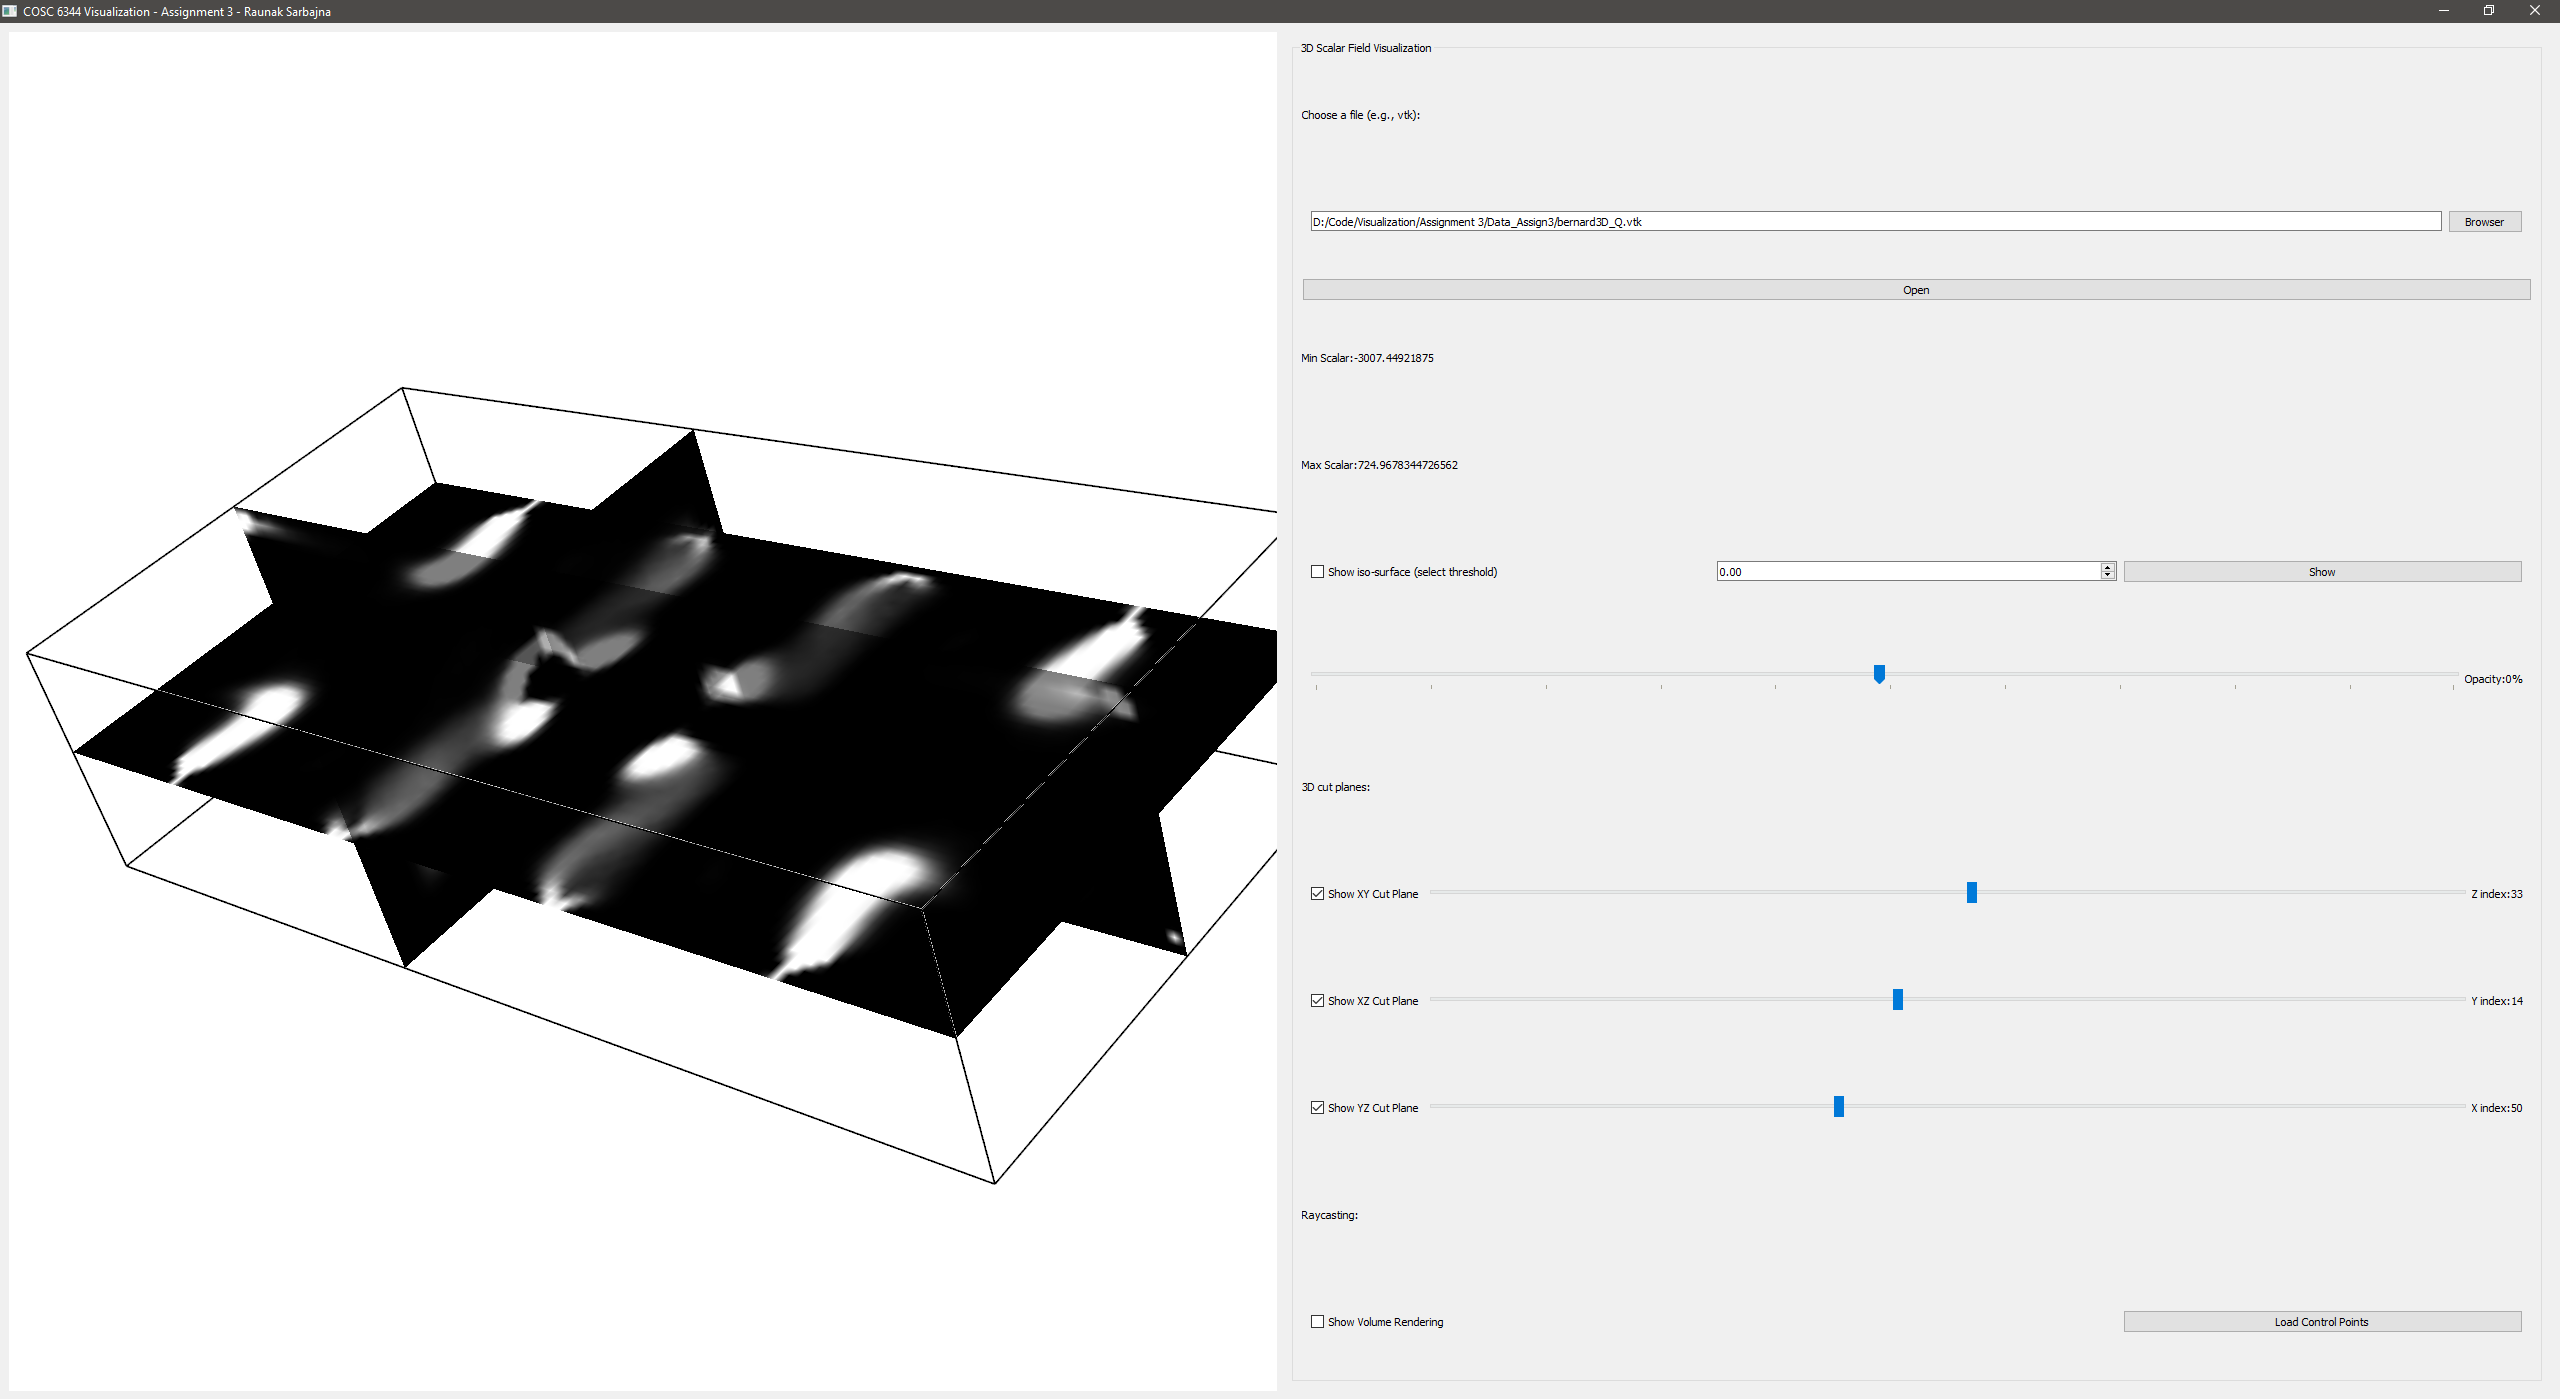 COSC 6344 Visualization - Assignment 3 - Raunak Sarbajna
3D Scalar Field Visualization
Choose a file (e.g., vtk):
D:/Code/Visualization/Assignment 3/Data_Assign3/bernard3D_Q.vtk Browser
Open
Min Scalar:-3007.44921875
Max Scalar:724.9678344726562
Show iso-surface (select threshold) 0.00 Show
Opacity:0%
3D cut planes:
Show XY Cut Plane Z index:33
Show XZ Cut Plane Y index:14
Show YZ Cut Plane X index:50
Raycasting:
Show Volume Rendering Load Control Points